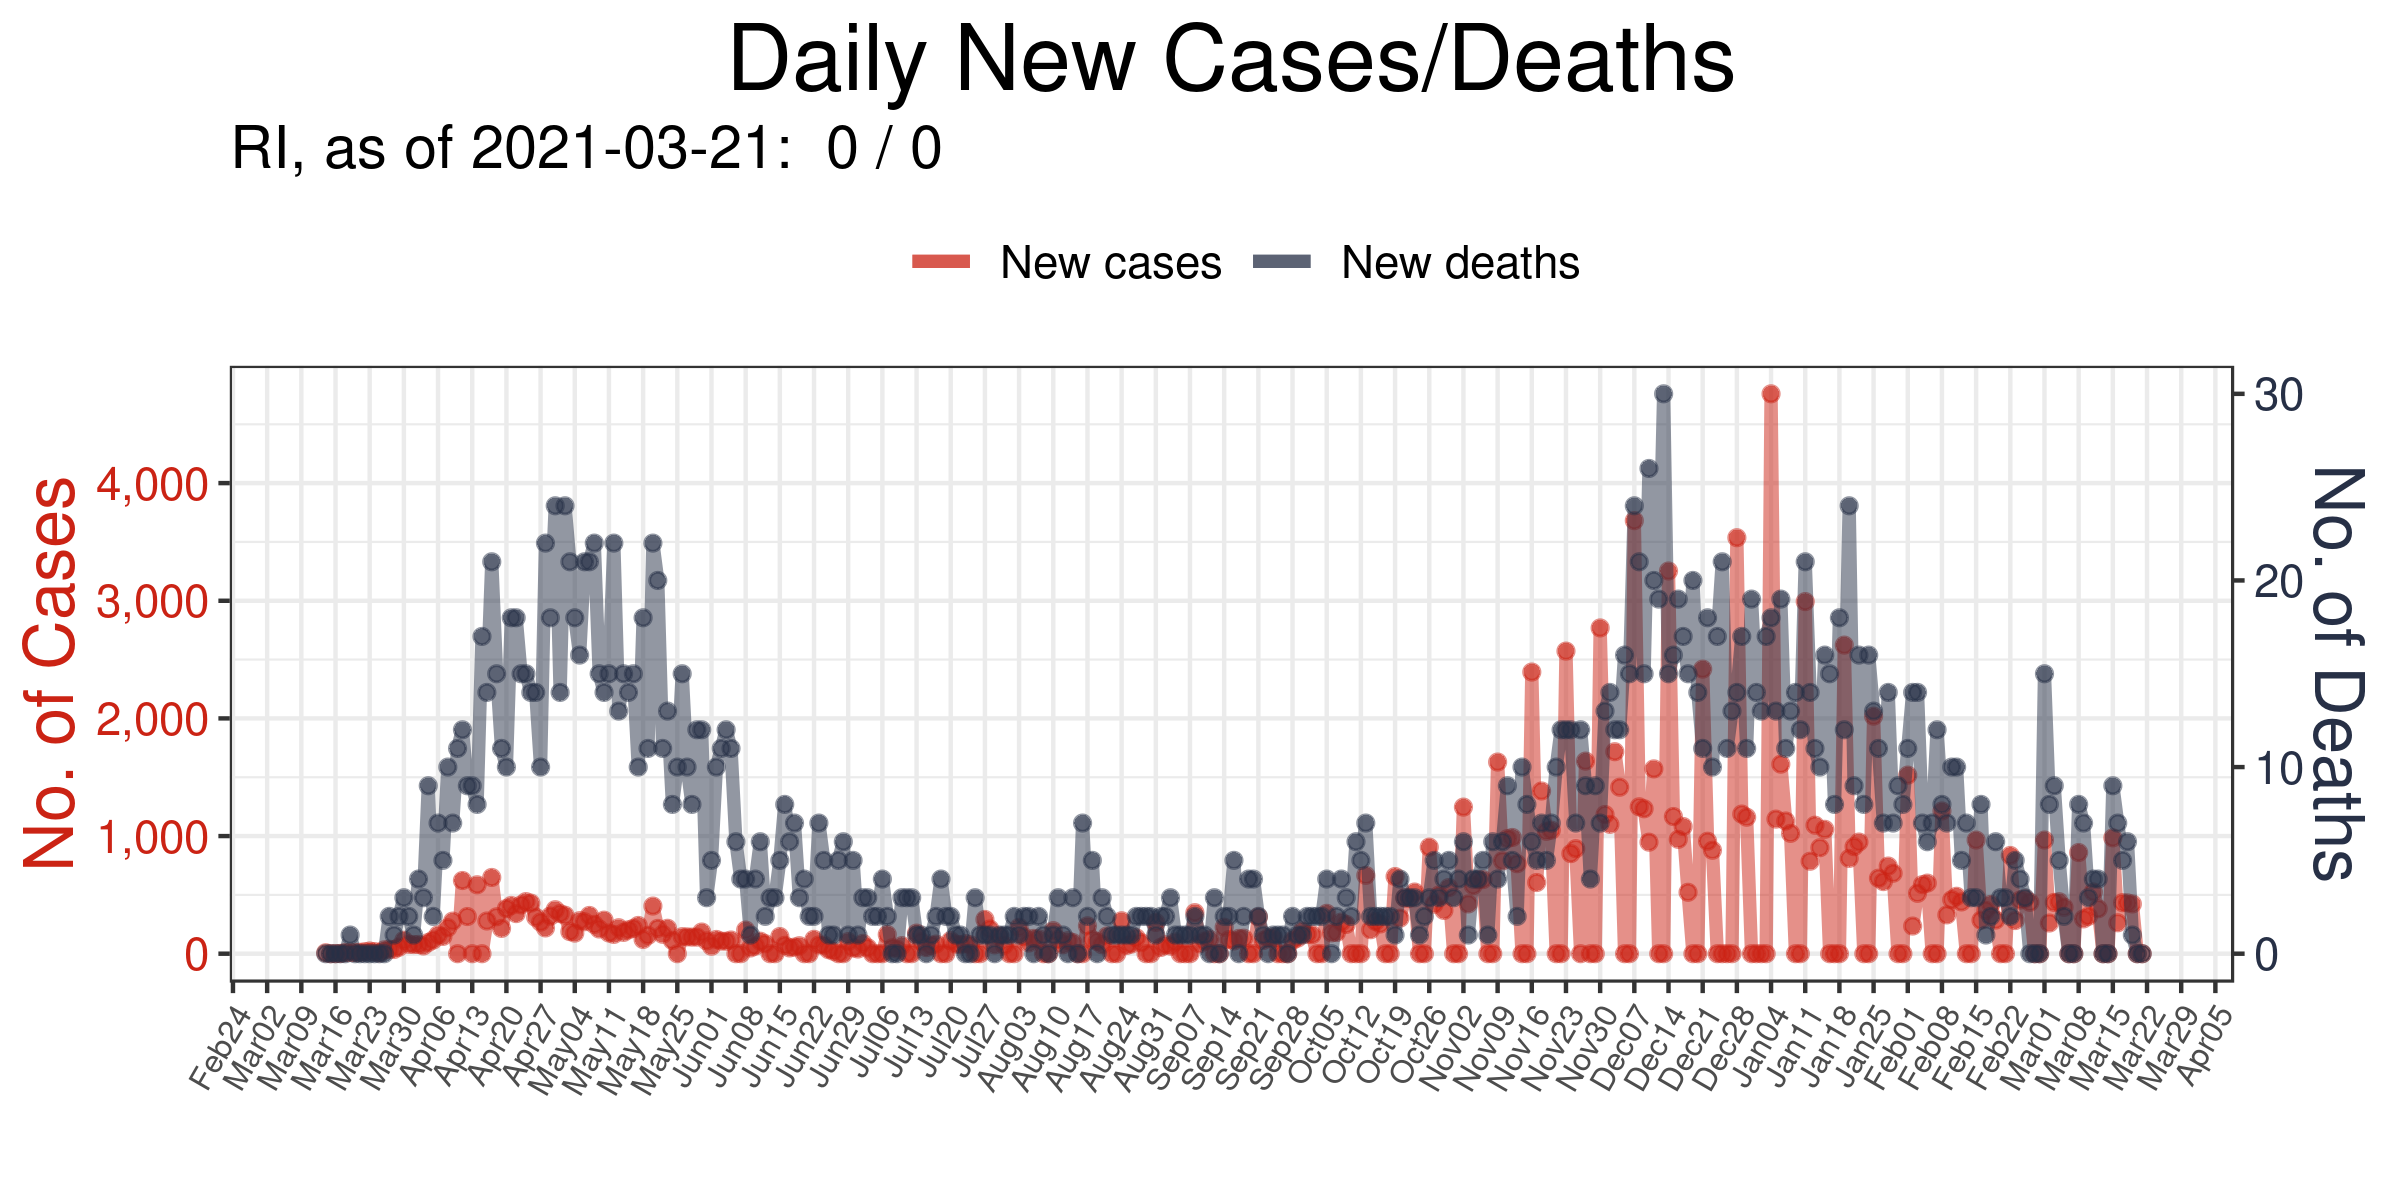 Daily New Cases/Deaths
RI, as of 2021-03-21:  0 / 0
New cases
New deaths
No. of Cases
4,000
3,000
2,000
1,000
0
No. of Deaths
30
20
10
0
Feb24
Mar02
Mar09
Mar16
Mar23
Mar30
Apr06
Apr13
Apr20
Apr27
May04
May11
May18
May25
Jun01
Jun08
Jun15
Jun22
Jun29
Jul06
Jul13
Jul20
Jul27
Aug03
Aug10
Aug17
Aug24
Aug31
Sep07
Sep14
Sep21
Sep28
Oct05
Oct12
Oct19
Oct26
Nov02
Nov09
Nov16
Nov23
Nov30
Dec07
Dec14
Dec21
Dec28
Dec04
Jan11
Jan18
Jan25
Feb01
Feb08
Feb15
Feb22
Mar01
Mar08
Mar15
Mar22
Mar29
Apr05